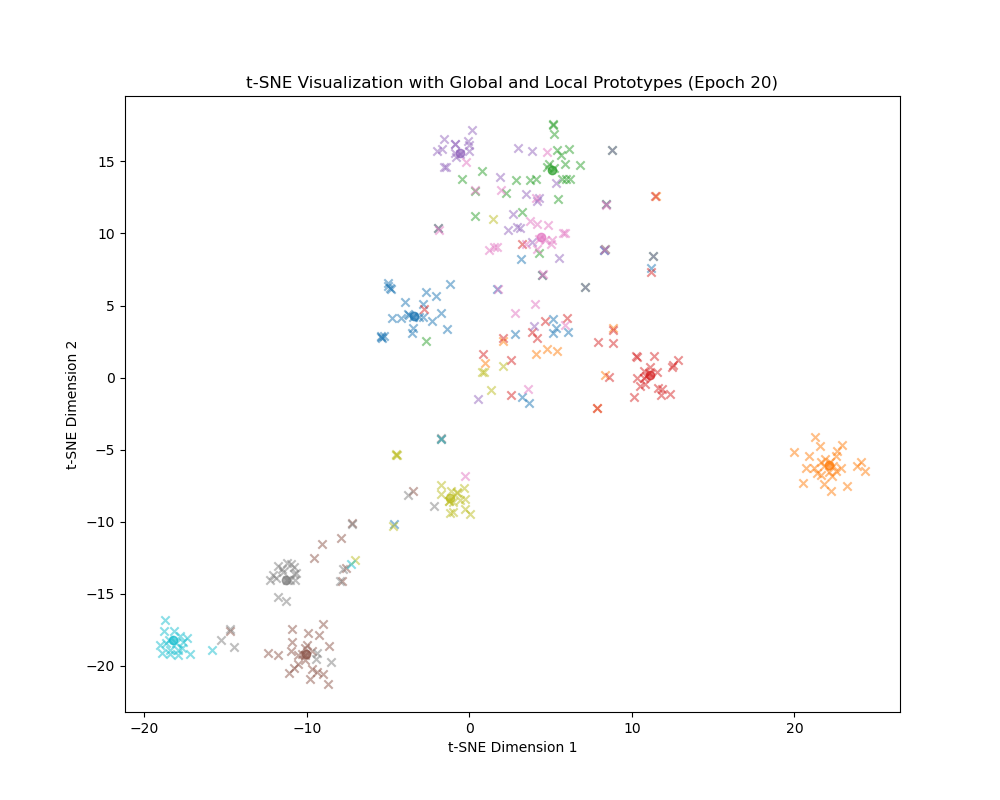 t-SNE Visualization with Global and Local Prototypes (Epoch 20)
15
10
5
0
−5
−10
−15
−20
t-SNE Dimension 2
−20 −10 0 10 20
t-SNE Dimension 1